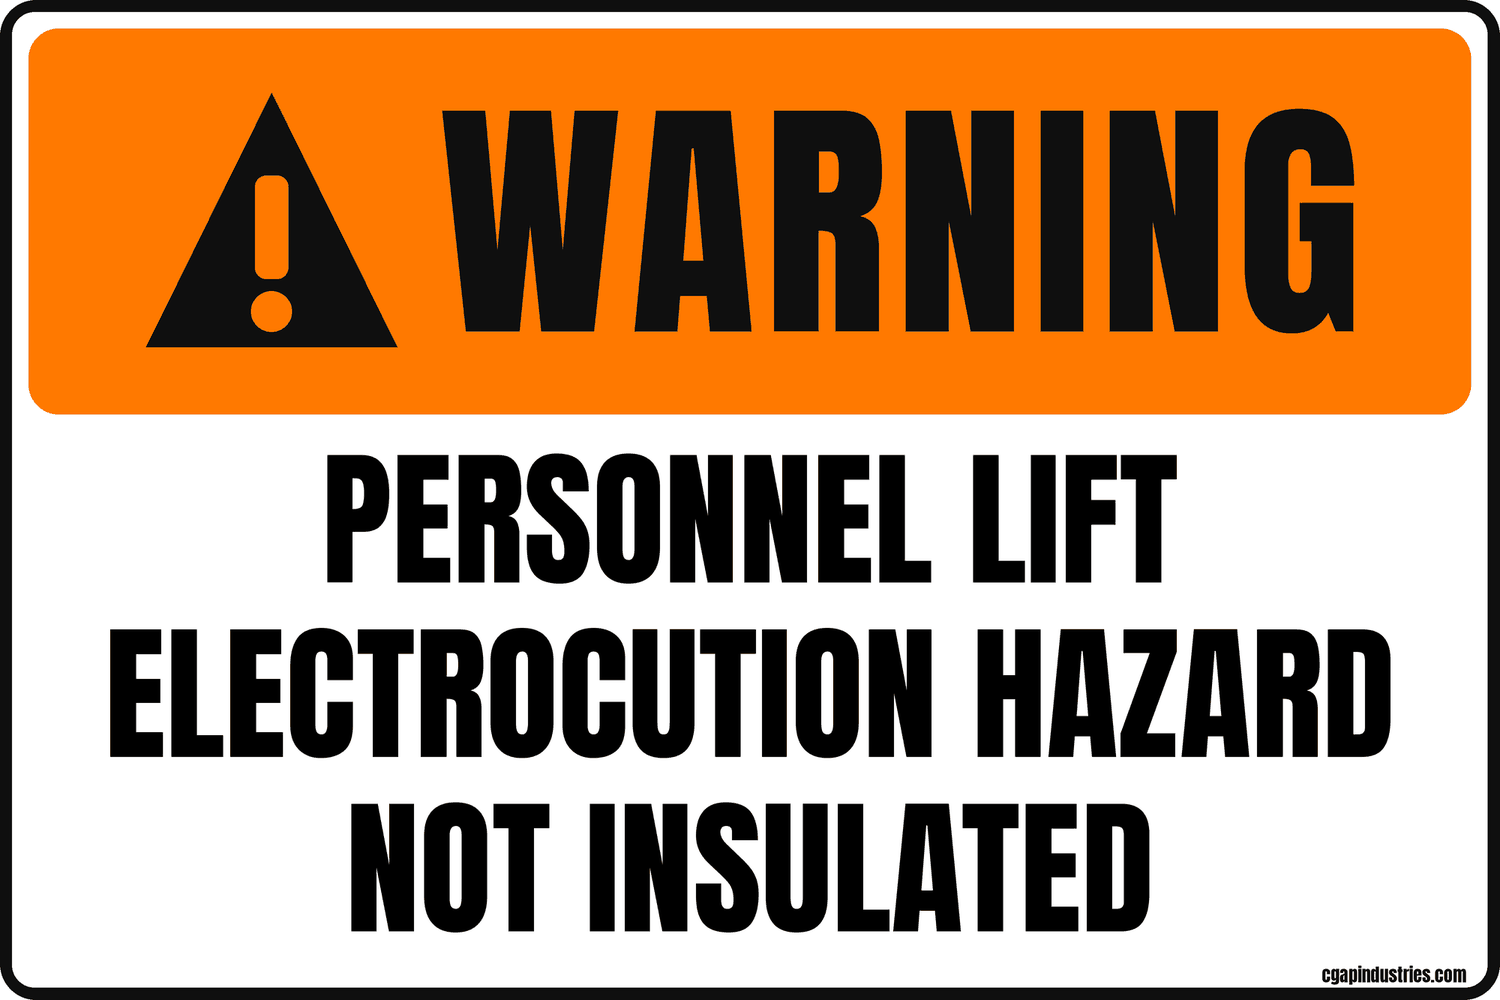 WARNING
PERSONNEL LIFT
ELECTROCUTION HAZARD
NOT INSULATED
cgapindustries.com